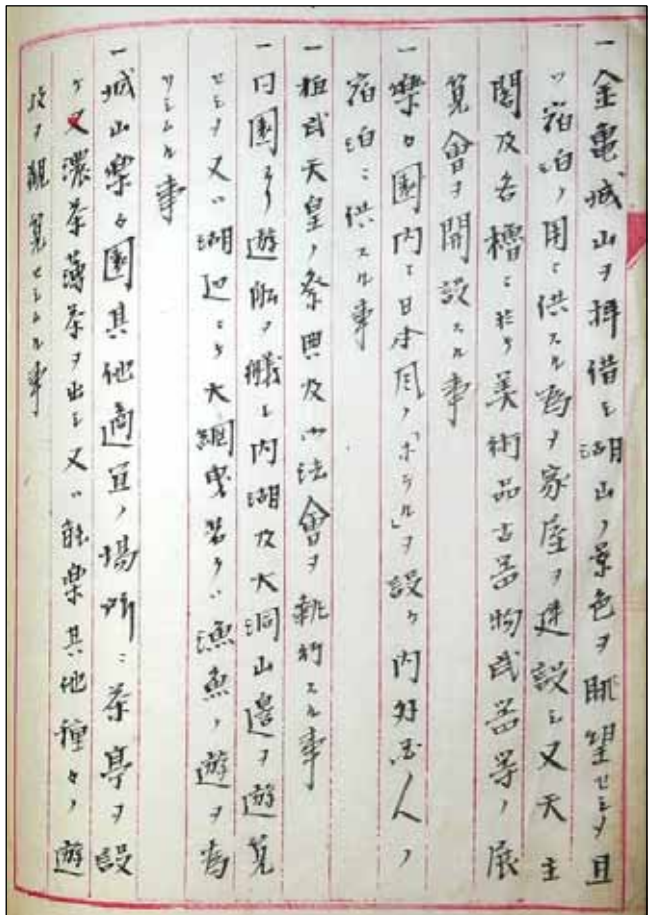 一金亀城山ヲ拝借シ湖山ノ景色ヲ眺望セシメ且
ツ宿泊ノ用ニ供スル為メ家屋ヲ建設シ又天主
閣及各櫓ニ於テ美術品古器物武器等ノ展
覧會ヲ開設スル事
一樂々園内ニ日本風ノ「ホテル」ヲ設ケ内外人ノ
宿泊ニ供スル事
一桓武天皇ノ祭典及法會ヲ執行スル事
一同園ヨリ遊船ヲ艤シ内湖及大洞山邉ヲ遊覧
セシメ又ハ湖辺ニテ大網曳若クハ漁魚ノ遊ヲ為
サシムル事
一城山樂々園其他適宜ノ場所ニ茶亭ヲ設
ケ又濃茶薄茶ヲ出シ又ハ能樂其他種々ノ遊
技ヲ観覧セシムル事